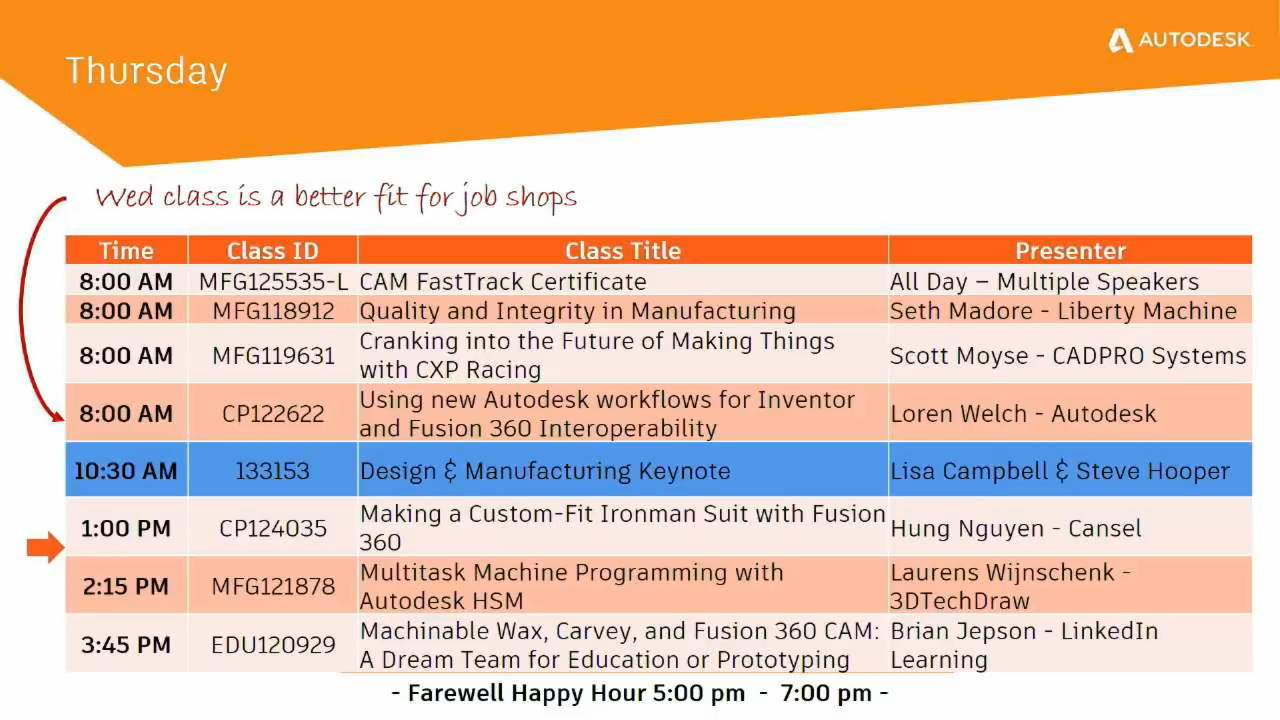 AUTODESK
Thursday
Wed class is a better fit for job shops
Time Class ID Class Title Presenter
8:00 AM MFG125535-L CAM FastTrack Certificate All Day – Multiple Speakers
8:00 AM MFG118912 Quality and Integrity in Manufacturing Seth Madore - Liberty Machine
8:00 AM MFG119631 Cranking into the Future of Making Things
with CXP Racing Scott Moyse - CADPRO Systems
8:00 AM CP122622 Using new Autodesk workflows for Inventor
and Fusion 360 Interoperability Loren Welch - Autodesk
10:30 AM 133153 Design & Manufacturing Keynote Lisa Campbell & Steve Hooper
1:00 PM CP124035 Making a Custom-Fit Ironman Suit with Fusion
360 Hung Nguyen - Cansel
2:15 PM MFG121878 Multitask Machine Programming with
Autodesk HSM Laurens Wijnschenk -
3DTechDraw
3:45 PM EDU120929 Machinable Wax, Carvey, and Fusion 360 CAM:
A Dream Team for Education or Prototyping Brian Jepson - LinkedIn
Learning
- Farewell Happy Hour 5:00 pm - 7:00 pm -